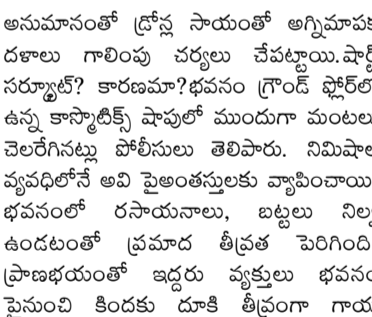 అనుమానంతో డ్రోన్ల సాయంతో అగ్నిమాపక
దళాలు గాలింపు చర్యలు చేపట్టాయి. షార్ట్
సర్క్యూట్? కారణమా? భవనం గ్రౌండ్ ఫ్లోర్‌లో
ఉన్న కాస్మొటిక్స్ షాపులో ముందుగా మంటల
చెలరేగినట్లు పోలీసులు తెలిపారు. నిమిషాల
వ్యవధిలోనే అవి పైఅంతస్తులకు వ్యాపించాయి
భవనంలో రసాయనాలు, బట్టలు నిల్వ
ఉండటంతో ప్రమాద తీవ్రత పెరిగింది
ప్రాణభయంతో ఇద్దరు వ్యక్తులు భవనం
పైనుంచి కిందకు దూకి తీవ్రంగా గాయ